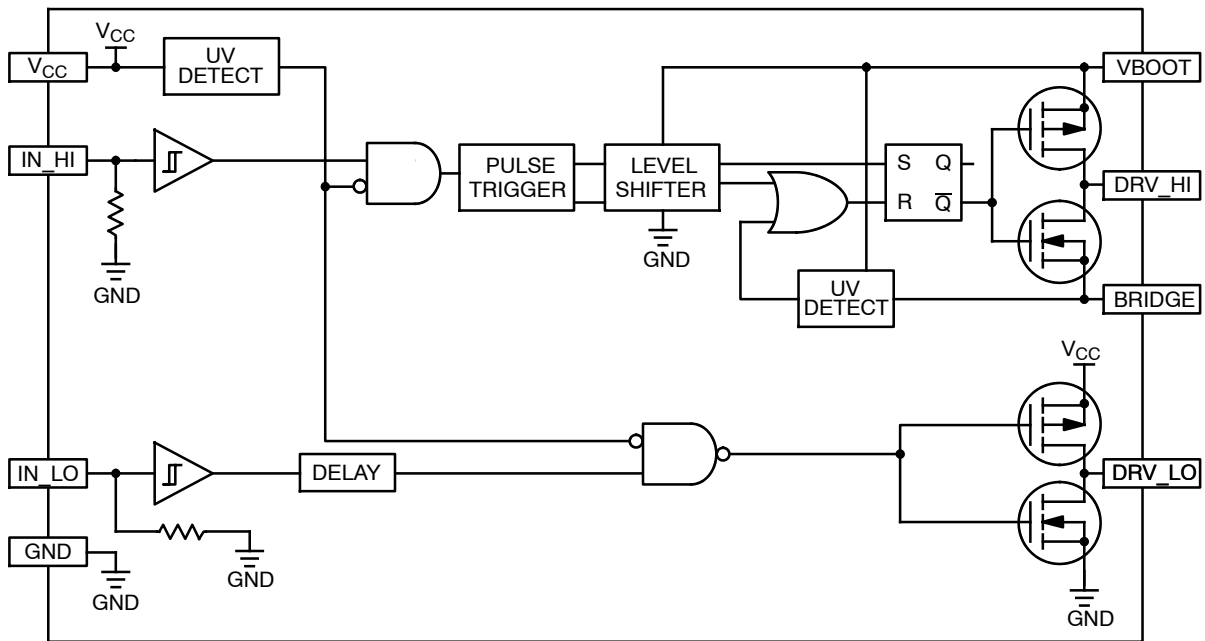 VCC
VCC
UV
DETECT
VBOOT
IN_HI
PULSE
TRIGGER
LEVEL
SHIFTER
S Q
R Q̅
DRV_HI
GND
GND
UV
DETECT
BRIDGE
VCC
IN_LO
DELAY
DRV_LO
GND
GND
GND
GND